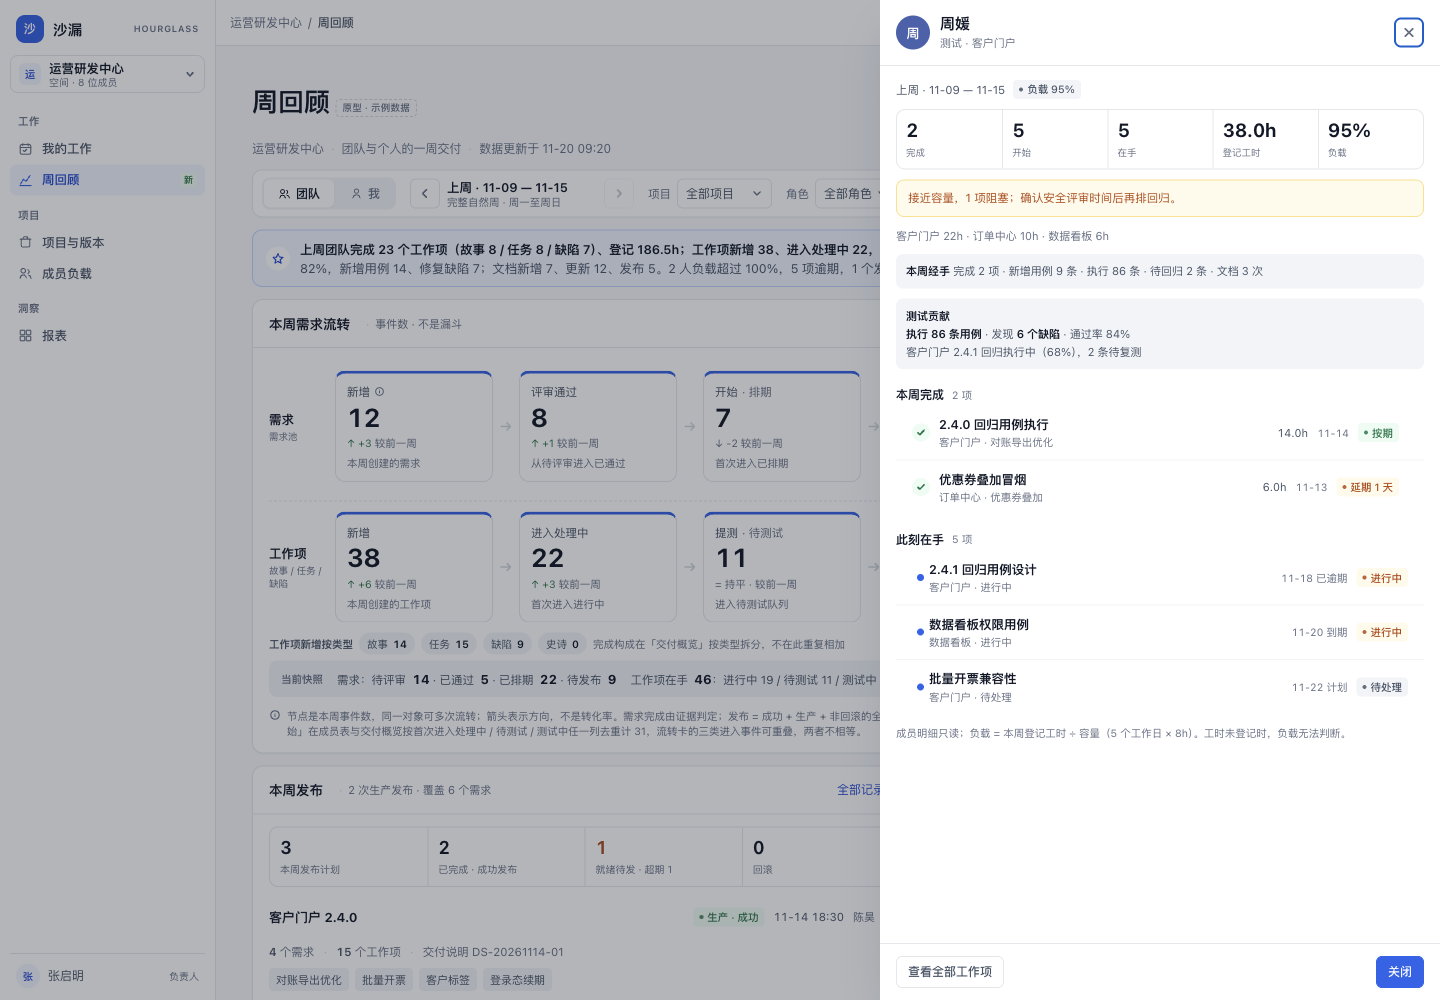 沙 沙漏 HOURGLASS
运 运营研发中心
空间 · 8 位成员
工作
我的工作
周回顾 新
项目
项目与版本
成员负载
洞察
报表
张 张启明 负责人
运营研发中心 / 周回顾
周回顾 原型 · 示例数据
运营研发中心 · 团队与个人的一周交付 · 数据更新于 11-20 09:20
团队 我 上周 · 11-09 — 11-15 项目 全部项目 角色 全部角色
完整自然周 · 周一至周日
上周团队完成 23 个工作项（故事 8 / 任务 8 / 缺陷 7）、登记 186.5h；工作项新增 38、进入处理中 22，
82%，新增用例 14、修复缺陷 7；文档新增 7、更新 12、发布 5。2 人负载超过 100%，5 项逾期，1 个
本周需求流转 · 事件数 · 不是漏斗
需求
需求池
新增
12
↑ +3 较前一周
本周创建的需求
→
评审通过
8
↑ +1 较前一周
从待评审进入已通过
→
开始 · 排期
7
↓ -2 较前一周
首次进入已排期
→
工作项
故事 / 任务 /
缺陷
新增
38
↑ +6 较前一周
本周创建的工作项
→
进入处理中
22
↑ +3 较前一周
首次进入进行中
→
提测 · 待测试
11
= 持平 · 较前一周
进入待测试队列
→
工作项新增按类型 故事 14 任务 15 缺陷 9 史诗 0 完成构成在「交付概览」按类型拆分，不在此重复相加
当前快照 需求：待评审 14 · 已通过 5 · 已排期 22 · 待发布 9 工作项在手 46：进行中 19 / 待测试 11 / 测试中
节点是本周事件数，同一对象可多次流转；箭头表示方向，不是转化率。需求完成由证据判定；发布 = 成功 + 生产 + 非回滚的全
始」在成员表与交付概览按首次进入处理中 / 待测试 / 测试中任一列去重计 31，流转卡的三类进入事件可重叠，两者不相等。
本周发布 · 2 次生产发布 · 覆盖 6 个需求 全部记录
3
本周发布计划
2
已完成 · 成功发布
1
就绪待发 · 超期 1
0
回滚
客户门户 2.4.0 生产 · 成功 11-14 18:30 陈昊
4 个需求 · 15 个工作项 · 交付说明 DS-20261114-01
对账导出优化 批量开票 客户标签 登录态续期
周 周媛
测试 · 客户门户
上周 · 11-09 — 11-15 负载 95%
2
完成
5
开始
5
在手
38.0h
登记工时
95%
负载
接近容量，1 项阻塞；确认安全评审时间后再排回归。
客户门户 22h · 订单中心 10h · 数据看板 6h
本周经手 完成 2 项 · 新增用例 9 条 · 执行 86 条 · 待回归 2 条 · 文档 3 次
测试贡献
执行 86 条用例 · 发现 6 个缺陷 · 通过率 84%
客户门户 2.4.1 回归执行中（68%），2 条待复测
本周完成 2 项
2.4.0 回归用例执行 14.0h 11-14 按期
客户门户 · 对账导出优化
优惠券叠加冒烟 6.0h 11-13 延期 1 天
订单中心 · 优惠券叠加
此刻在手 5 项
2.4.1 回归用例设计 11-18 已逾期 进行中
客户门户 · 进行中
数据看板权限用例 11-20 到期 进行中
数据看板 · 进行中
批量开票兼容性 11-22 计划 待处理
客户门户 · 待处理
成员明细只读；负载 = 本周登记工时 ÷ 容量（5 个工作日 × 8h）。工时未登记时，负载无法判断。
查看全部工作项 关闭